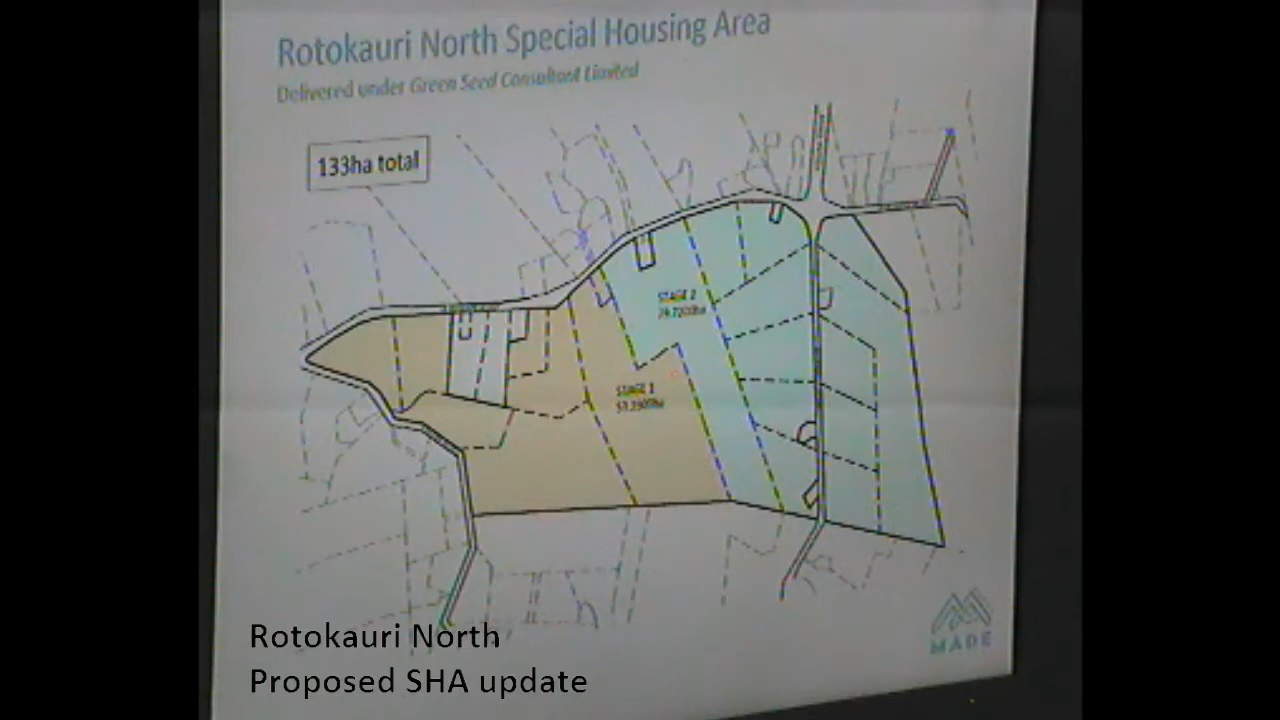 Rotokauri North Special Housing Area
Delivered under Green Seed Consultant Limited
133ha total
STAGE 2
STAGE 1
MADE
Rotokauri North
Proposed SHA update